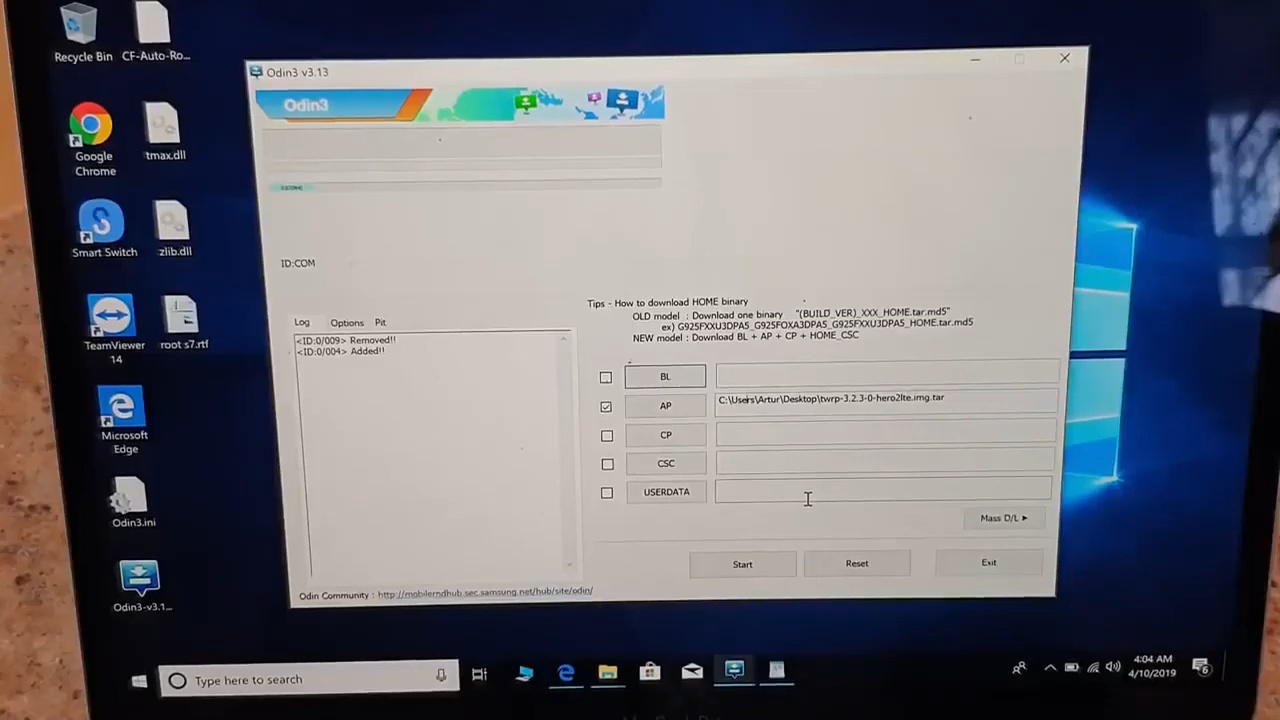 Recycle Bin
CF-Auto-Ro...
Google
Chrome
tmax.dll
Smart Switch
zlib.dll
TeamViewer
14
root s7.rtf
Microsoft
Edge
Odin3.ini
Odin3-v3.1...
Odin3 v3.13
Odin3
ID:COM
Log
Options
Pit
<ID:0/009> Removed!!
<ID:0/004> Added!!
Tips - How to download HOME binary
OLD model : Download one binary "(BUILD_VER)_XXX_HOME.tar.md5"
ex) G925FXXU3DPA5_G925FOXA3DPA5_G925FXXU3DPA5_HOME.tar.md5
NEW model : Download BL + AP + CP + HOME_CSC
BL
AP
C:\Users\Artur\Desktop\twrp-3.2.3-0-hero2lte.img.tar
CP
CSC
USERDATA
Mass D/L
Start
Reset
Exit
Odin Community : http://mobilerndhub.sec.samsung.net/hub/site/odin/
Type here to search
4:04 AM
4/10/2019
6